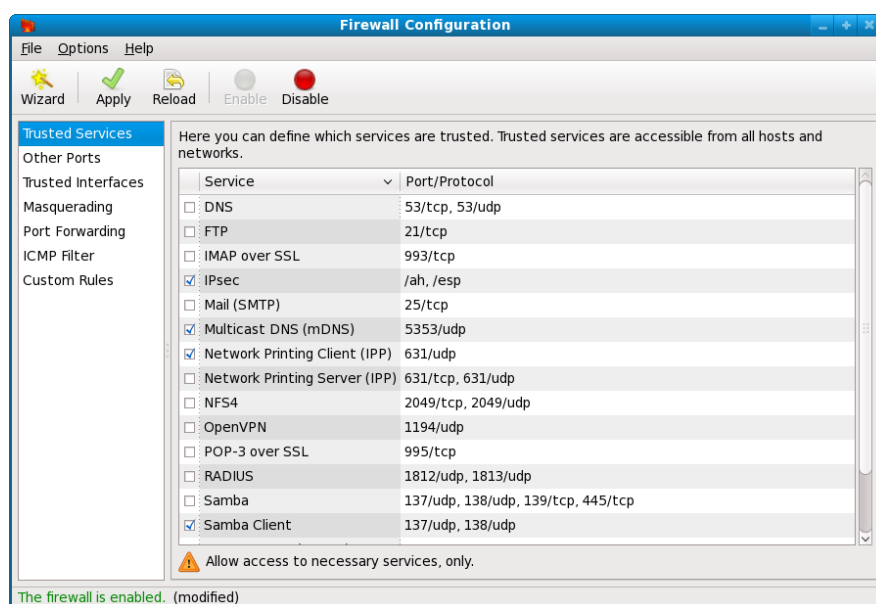 Firewall Configuration
File Options Help
Wizard Apply Reload Enable Disable
Trusted Services
Other Ports
Trusted Interfaces
Masquerading
Port Forwarding
ICMP Filter
Custom Rules
Here you can define which services are trusted. Trusted services are accessible from all hosts and
networks.
Service Port/Protocol
DNS 53/tcp, 53/udp
FTP 21/tcp
IMAP over SSL 993/tcp
IPsec /ah, /esp
Mail (SMTP) 25/tcp
Multicast DNS (mDNS) 5353/udp
Network Printing Client (IPP) 631/udp
Network Printing Server (IPP) 631/tcp, 631/udp
NFS4 2049/tcp, 2049/udp
OpenVPN 1194/udp
POP-3 over SSL 995/tcp
RADIUS 1812/udp, 1813/udp
Samba 137/udp, 138/udp, 139/tcp, 445/tcp
Samba Client 137/udp, 138/udp
Allow access to necessary services, only.
The firewall is enabled. (modified)